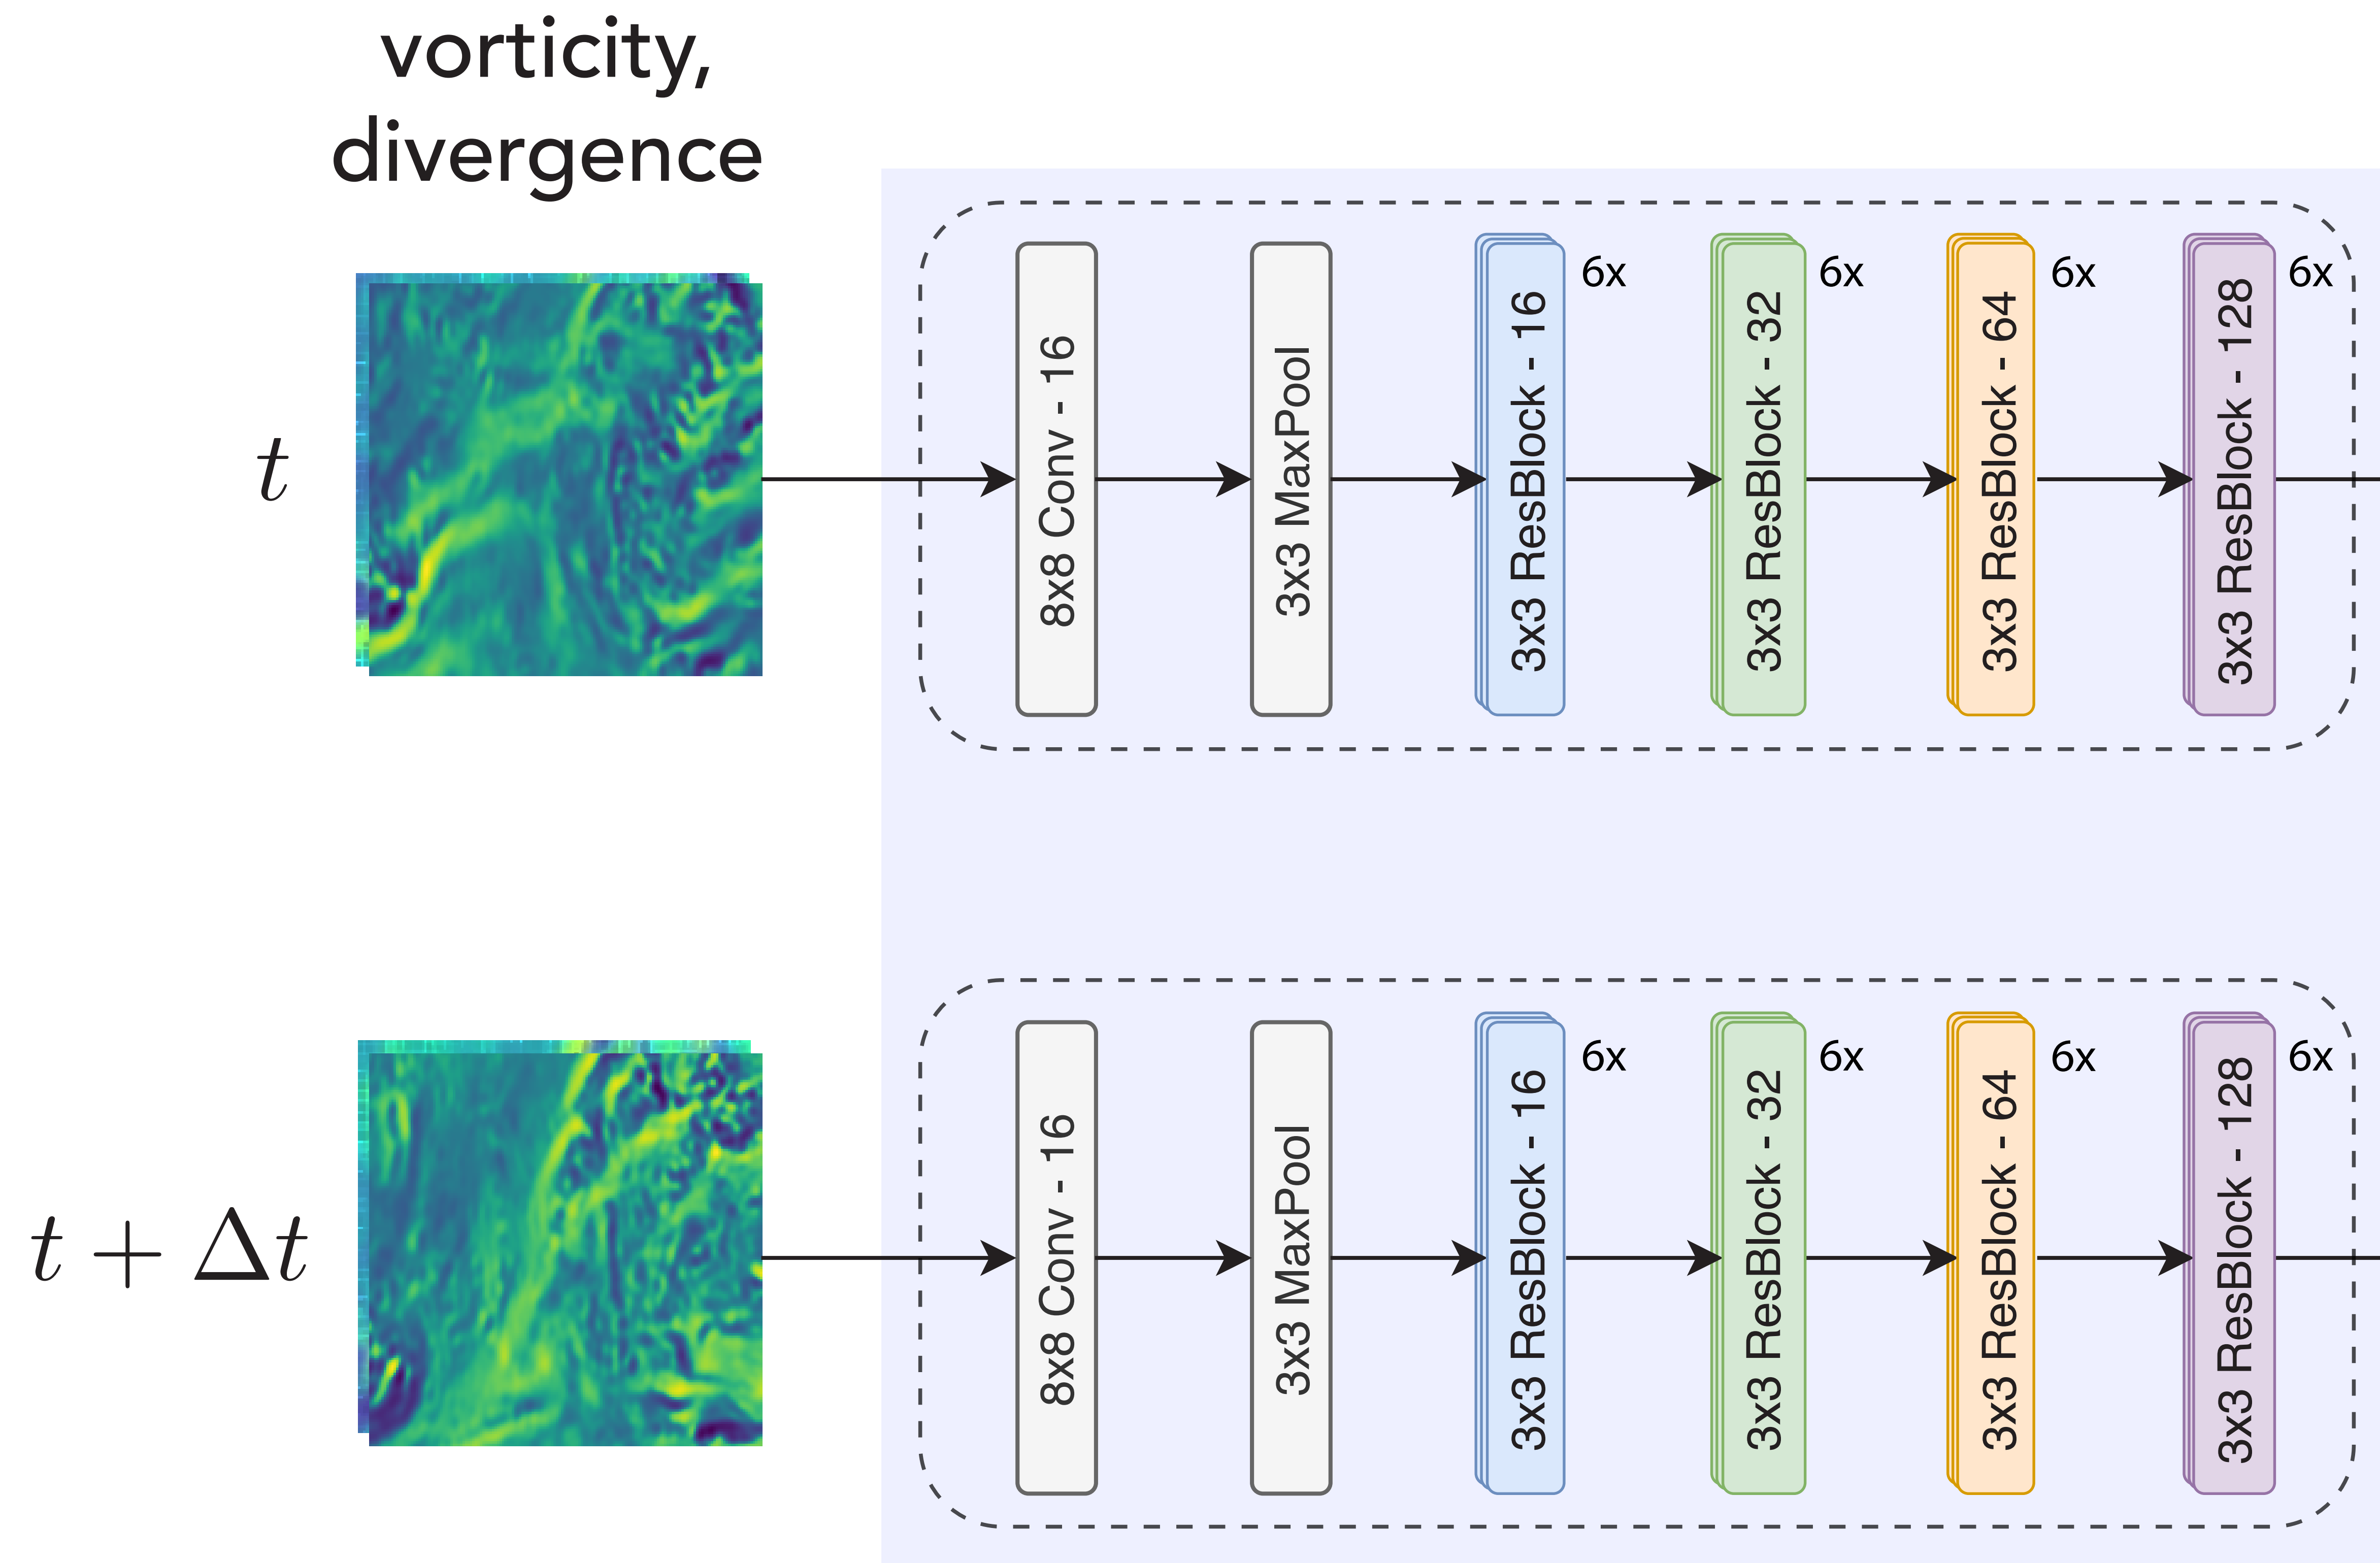 vorticity,
divergence
t
8x8 Conv - 16
3x3 MaxPool
3x3 ResBlock - 16
6x
3x3 ResBlock - 32
6x
3x3 ResBlock - 64
6x
3x3 ResBlock - 128
6x
t + Δt
8x8 Conv - 16
3x3 MaxPool
3x3 ResBlock - 16
6x
3x3 ResBlock - 32
6x
3x3 ResBlock - 64
6x
3x3 ResBlock - 128
6x